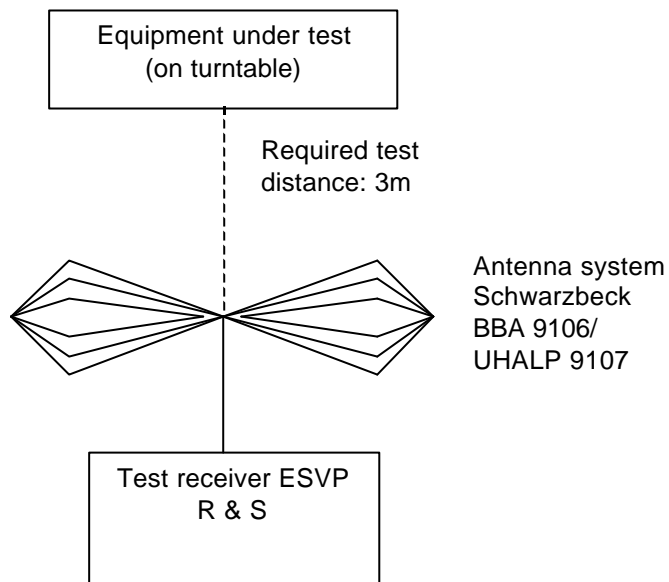 Equipment under test
(on turntable)
Required test
distance: 3m
Antenna system
Schwarzbeck
BBA 9106/
UHALP 9107
Test receiver ESVP
R & S